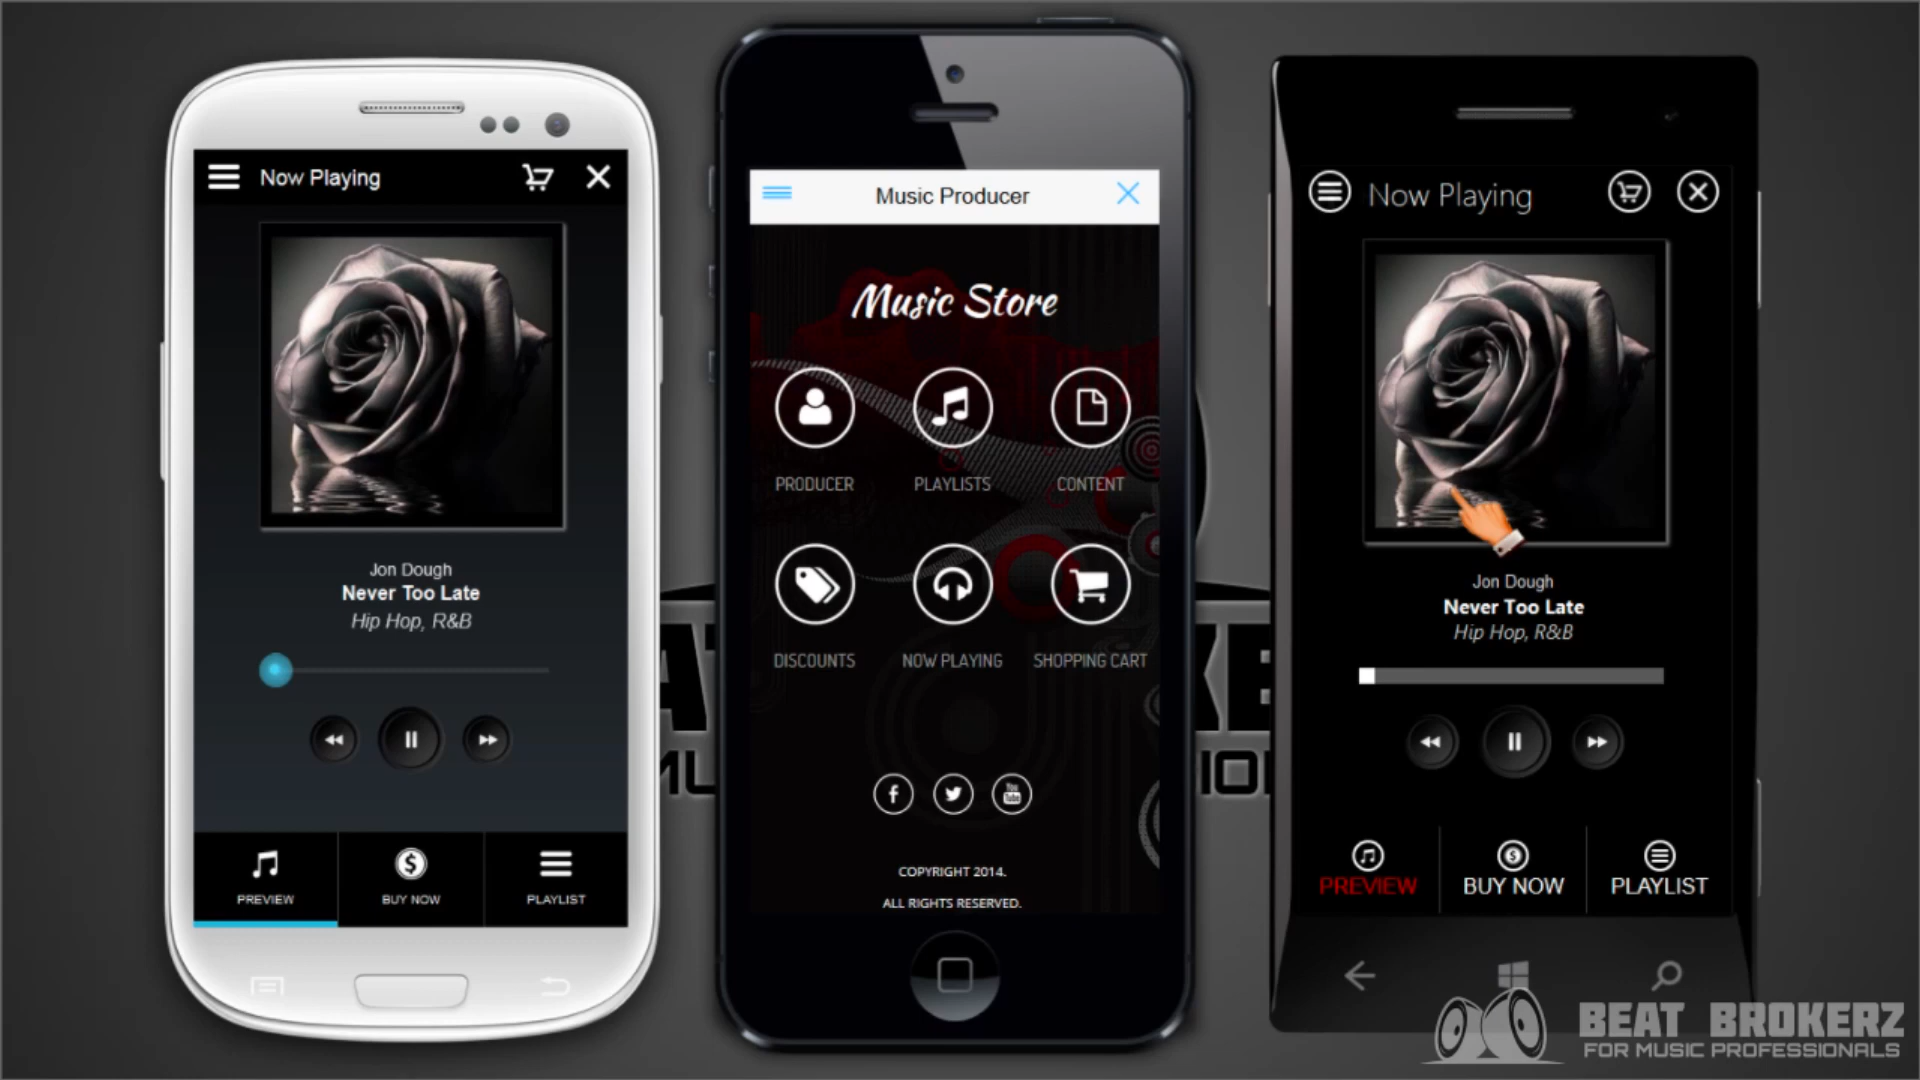 Now Playing
Jon Dough
Never Too Late
Hip Hop, R&B
PREVIEW
BUY NOW
PLAYLIST
Music Producer
Music Store
PRODUCER
PLAYLISTS
CONTENT
DISCOUNTS
NOW PLAYING
SHOPPING CART
You
Tube
COPYRIGHT 2014.
ALL RIGHTS RESERVED.
Now Playing
Jon Dough
Never Too Late
Hip Hop, R&B
PREVIEW
BUY NOW
PLAYLIST
BEAT BROKERZ
FOR MUSIC PROFESSIONALS